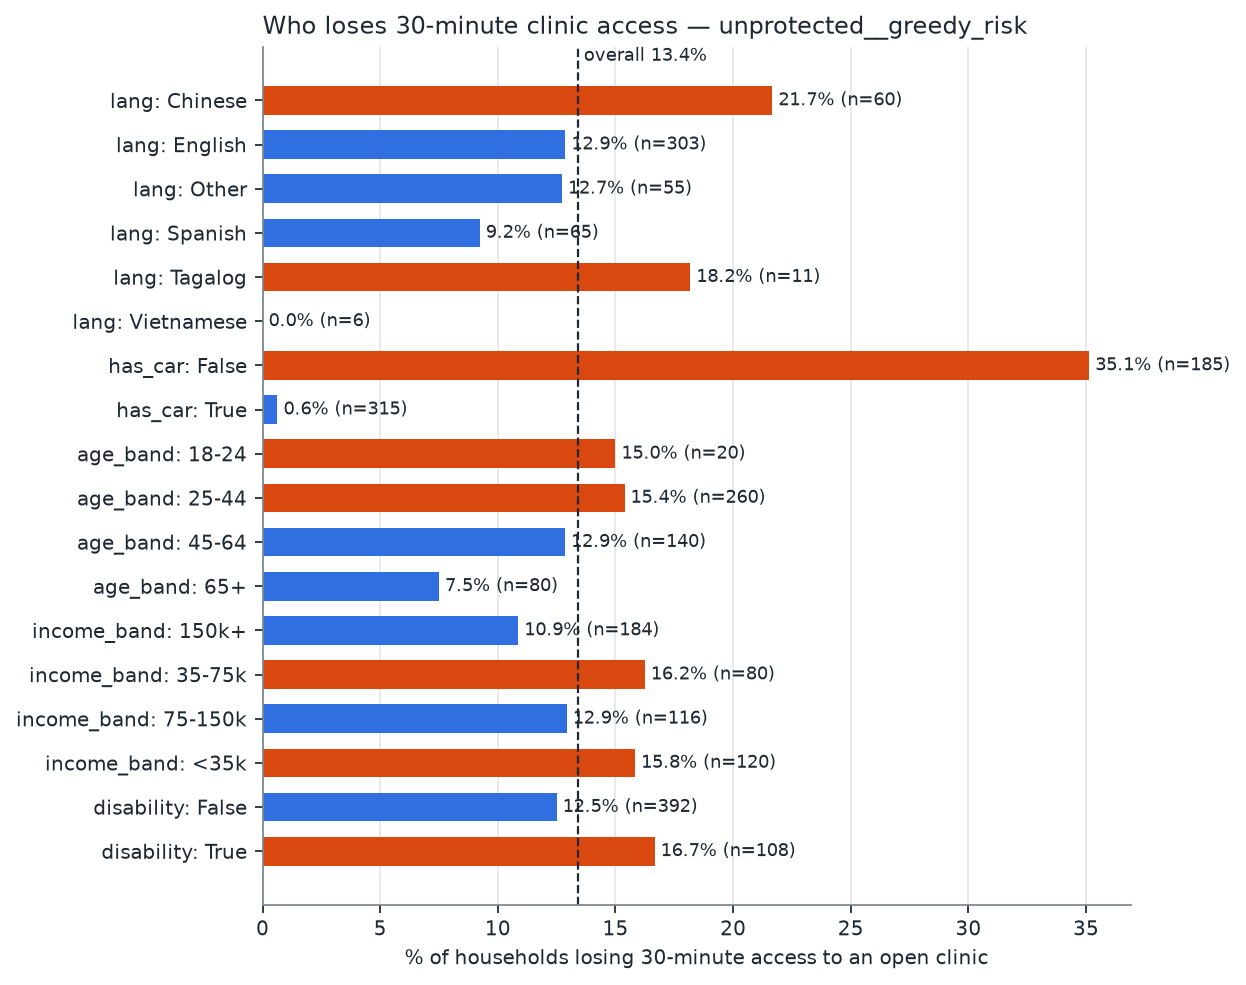 Who loses 30-minute clinic access — unprotected__greedy_risk
overall 13.4%
lang: Chinese 21.7% (n=60)
lang: English 12.9% (n=303)
lang: Other 12.7% (n=55)
lang: Spanish 9.2% (n=65)
lang: Tagalog 18.2% (n=11)
lang: Vietnamese 0.0% (n=6)
has_car: False 35.1% (n=185)
has_car: True 0.6% (n=315)
age_band: 18-24 15.0% (n=20)
age_band: 25-44 15.4% (n=260)
age_band: 45-64 12.9% (n=140)
age_band: 65+ 7.5% (n=80)
income_band: 150k+ 10.9% (n=184)
income_band: 35-75k 16.2% (n=80)
income_band: 75-150k 12.9% (n=116)
income_band: <35k 15.8% (n=120)
disability: False 12.5% (n=392)
disability: True 16.7% (n=108)
0 5 10 15 20 25 30 35
% of households losing 30-minute access to an open clinic